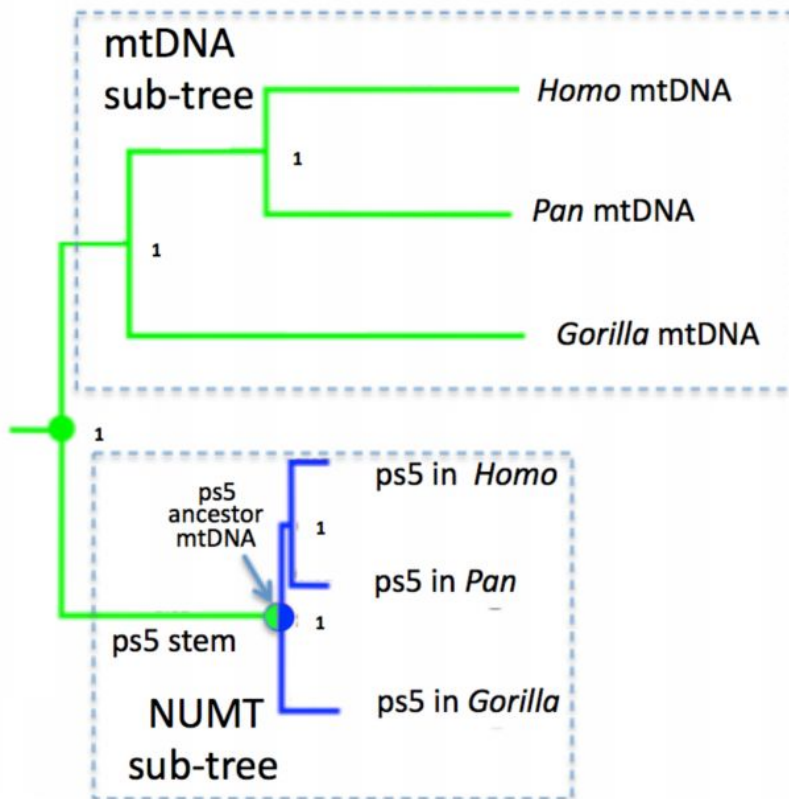 mtDNA
sub-tree
Homo mtDNA
1
Pan mtDNA
1
Gorilla mtDNA
1
ps5 in Homo
ps5
ancestor
mtDNA
1
ps5 in Pan
1
ps5 stem
ps5 in Gorilla
NUMT
sub-tree